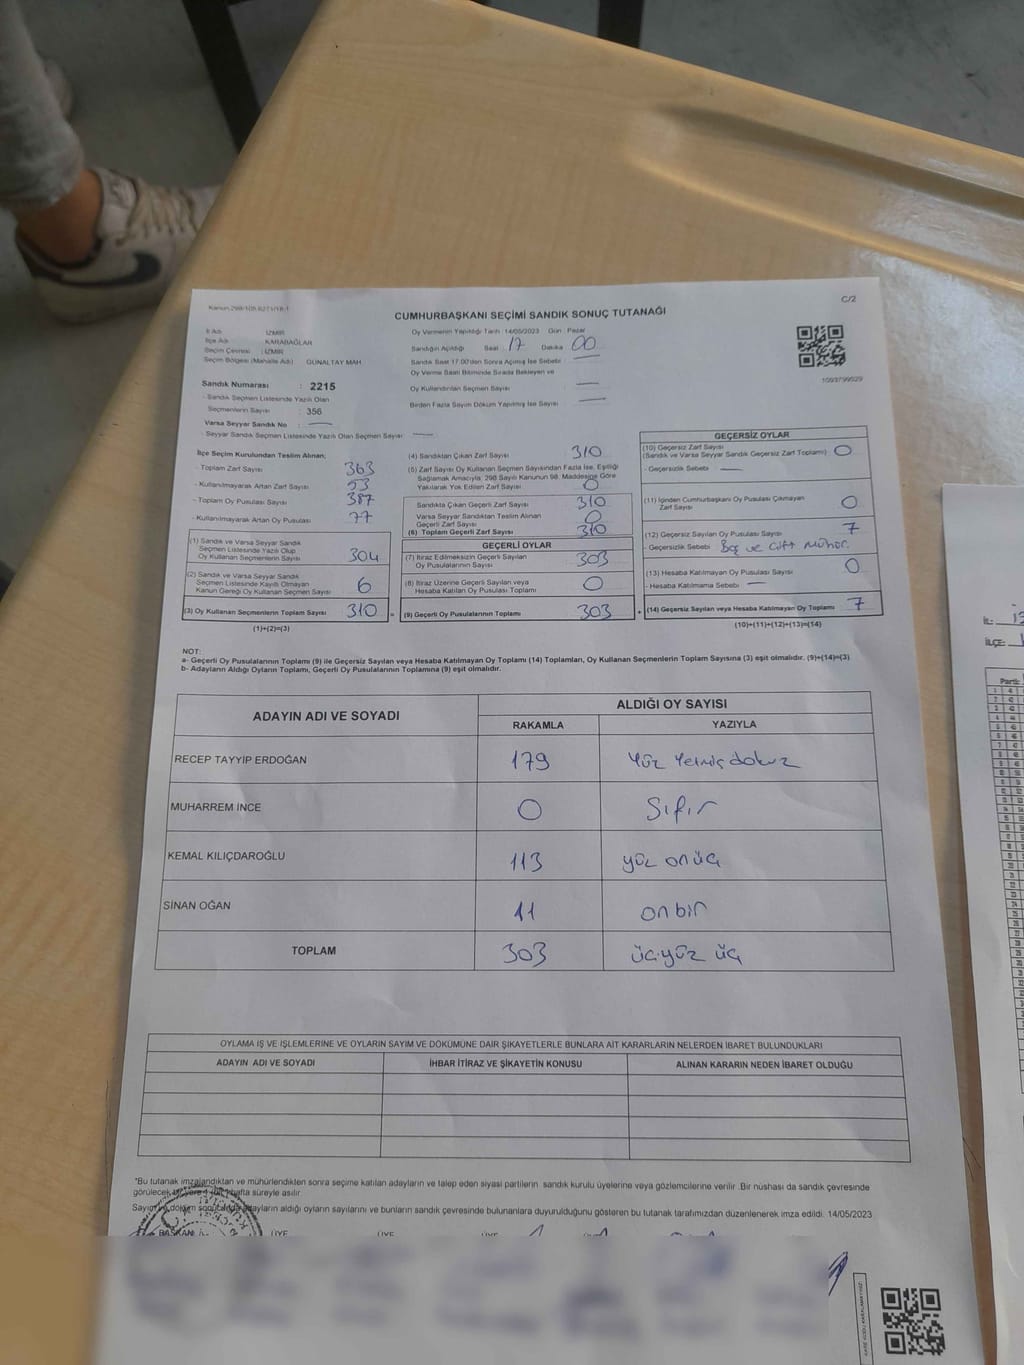 C/2
CUMHURBAŞKANI SEÇİMİ SANDIK SONUÇ TUTANAĞI
İl Adı : İZMİR
İlçe Adı : KARABAĞLAR
Seçim Çevresi : İZMİR
Seçim Bölgesi (Mahalle Adı) : GÜNALTAY MAH.
Sandık Numarası : 2215
- Sandık Seçmen Listesinde Yazılı Olan
Seçmenlerin Sayısı : 356
Varsa Seyyar Sandık No : —
- Seyyar Sandık Seçmen Listesinde Yazılı Olan Seçmen Sayısı : —
Oy Vermenin Yapıldığı Tarih :14/05/2023 Gün :Pazar
Sandığın Açıldığı Saat : 17 Dakika 00
Sandık Saat 17.00'den Sonra Açılmış İse Sebebi : —
Oy Verme Saati Bitiminde Sırada Bekleyen ve
Oy Kullandırılan Seçmen Sayısı : —
Birden Fazla Sayım Döküm Yapılmış İse Sayısı : —
İlçe Seçim Kurulundan Teslim Alınan;
- Toplam Zarf Sayısı 363
- Kullanılmayarak Artan Zarf Sayısı 53
- Toplam Oy Pusulası Sayısı 387
- Kullanılmayarak Artan Oy Pusulası 77
(1) Sandık ve Varsa Seyyar Sandık
Seçmen Listesinde Yazılı Olup
Oy Kullanan Seçmenlerin Sayısı 304
(2) Sandık ve Varsa Seyyar Sandık
Seçmen Listesinde Kayıtlı Olmayan
Kanun Gereği Oy Kullanan Seçmen Sayısı 6
(3) Oy Kullanan Seçmenlerin Toplam Sayısı 310
(1)+(2)=(3)
(4) Sandıktan Çıkan Zarf Sayısı 310
(5) Zarf Sayısı Oy Kullanan Seçmen Sayısından Fazla İse, Eşitliği
Sağlamak Amacıyla; 298 Sayılı Kanunun 98. Maddesine Göre
Yakılarak Yok Edilen Zarf Sayısı 0
Sandıkta Çıkan Geçerli Zarf Sayısı 310
Varsa Seyyar Sandıktan Teslim Alınan
Geçerli Zarf Sayısı 0
(6) Toplam Geçerli Zarf Sayısı 310
GEÇERLİ OYLAR
(7) İtiraz Edilmeksizin Geçerli Sayılan
Oy Pusulalarının Sayısı 303
(8) İtiraz Üzerine Geçerli Sayılan veya
Hesaba Katılan Oy Pusulası Toplamı 0
= (9) Geçerli Oy Pusulalarının Toplamı 303
GEÇERSİZ OYLAR
(10) Geçersiz Zarf Sayısı
(Sandık ve Varsa Seyyar Sandık Geçersiz Zarf Toplamı) 0
- Geçersizlik Sebebi : —
(11) İçinden Cumhurbaşkanı Oy Pusulası Çıkmayan
Zarf Sayısı 0
(12) Geçersiz Sayılan Oy Pusulası Sayısı 7
- Geçersizlik Sebebi : Boş ve Çift Mühür.
(13) Hesaba Katılmayan Oy Pusulası Sayısı 0
- Hesaba Katılmama Sebebi : —
+ (14) Geçersiz Sayılan veya Hesaba Katılmayan Oy Toplamı 7
(10)+(11)+(12)+(13)=(14)
NOT:
a- Geçerli Oy Pusulalarının Toplamı (9) ile Geçersiz Sayılan veya Hesaba Katılmayan Oy Toplamı (14) Toplamları, Oy Kullanan Seçmenlerin Toplam Sayısına (3) eşit olmalıdır. (9)+(14)=(3)
b- Adayların Aldığı Oyların Toplamı, Geçerli Oy Pusulalarının Toplamına (9) eşit olmalıdır.
ADAYIN ADI VE SOYADI
ALDIĞI OY SAYISI
RAKAMLA YAZIYLA
RECEP TAYYİP ERDOĞAN 179 Yüz Yetmiş dokuz
MUHARREM İNCE 0 Sıfır
KEMAL KILIÇDAROĞLU 113 yüz onüç
SİNAN OĞAN 11 onbir
TOPLAM 303 üçyüz üç
OYLAMA İŞ VE İŞLEMLERİNE VE OYLARIN SAYIM VE DÖKÜMÜNE DAİR ŞİKAYETLERLE BUNLARA AİT KARARLARIN NELERDEN İBARET BULUNDUKLARI
ADAYIN ADI VE SOYADI İHBAR İTİRAZ VE ŞİKAYETİN KONUSU ALINAN KARARIN NEDEN İBARET OLDUĞU
*Bu tutanak imzalandıktan ve mühürlendikten sonra seçime katılan adayların ve talep eden siyasi partilerin sandık kurulu üyelerine veya gözlemcilerine verilir. Bir nüshası da sandık çevresinde
görülecek bir yere hafta süreyle asılır.
Sayım ve döküm adayların aldığı oyların sayılarını ve bunların sandık çevresinde bulunanlara duyurulduğunu gösteren bu tutanak tarafımızdan düzenlenerek imza edildi. 14/05/2023
BAŞKAN ÜYE ÜYE ÜYE
İL:
İLÇE:
Parti